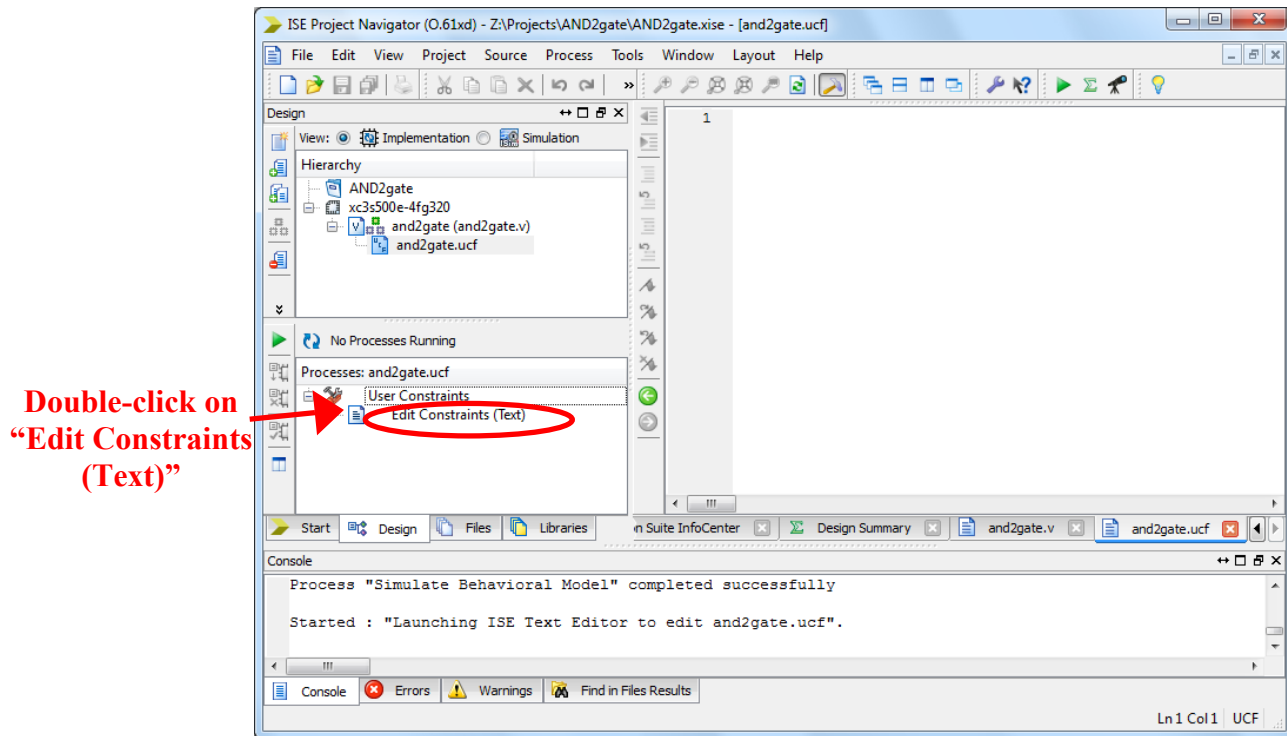 ISE Project Navigator (O.61xd) - Z:\Projects\AND2gate\AND2gate.xise - [and2gate.ucf]
File Edit View Project Source Process Tools Window Layout Help
Design
View: Implementation Simulation
Hierarchy
AND2gate
xc3s500e-4fg320
and2gate (and2gate.v)
and2gate.ucf
1
No Processes Running
Processes: and2gate.ucf
User Constraints
Edit Constraints (Text)
Double-click on
“Edit Constraints
(Text)”
Start Design Files Libraries
n Suite InfoCenter Design Summary and2gate.v and2gate.ucf
Console
Process "Simulate Behavioral Model" completed successfully
Started : "Launching ISE Text Editor to edit and2gate.ucf".
Console Errors Warnings Find in Files Results
Ln 1 Col 1 UCF